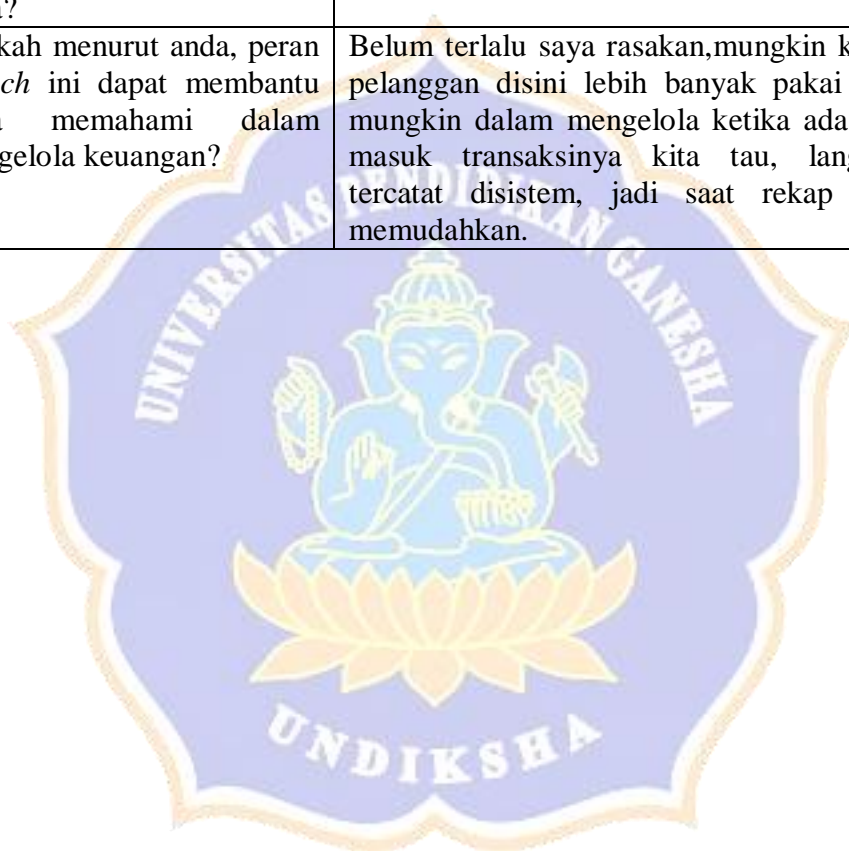 a?
kah menurut anda, peran
ch ini dapat membantu
memahami dalam
gelola keuangan?
Belum terlalu saya rasakan,mungkin k
pelanggan disini lebih banyak pakai
mungkin dalam mengelola ketika ada
masuk transaksinya kita tau, lang
tercatat disistem, jadi saat rekap
memudahkan.
UNIVERSITAS PENDIDIKAN GANESHA
UNDIKSHA